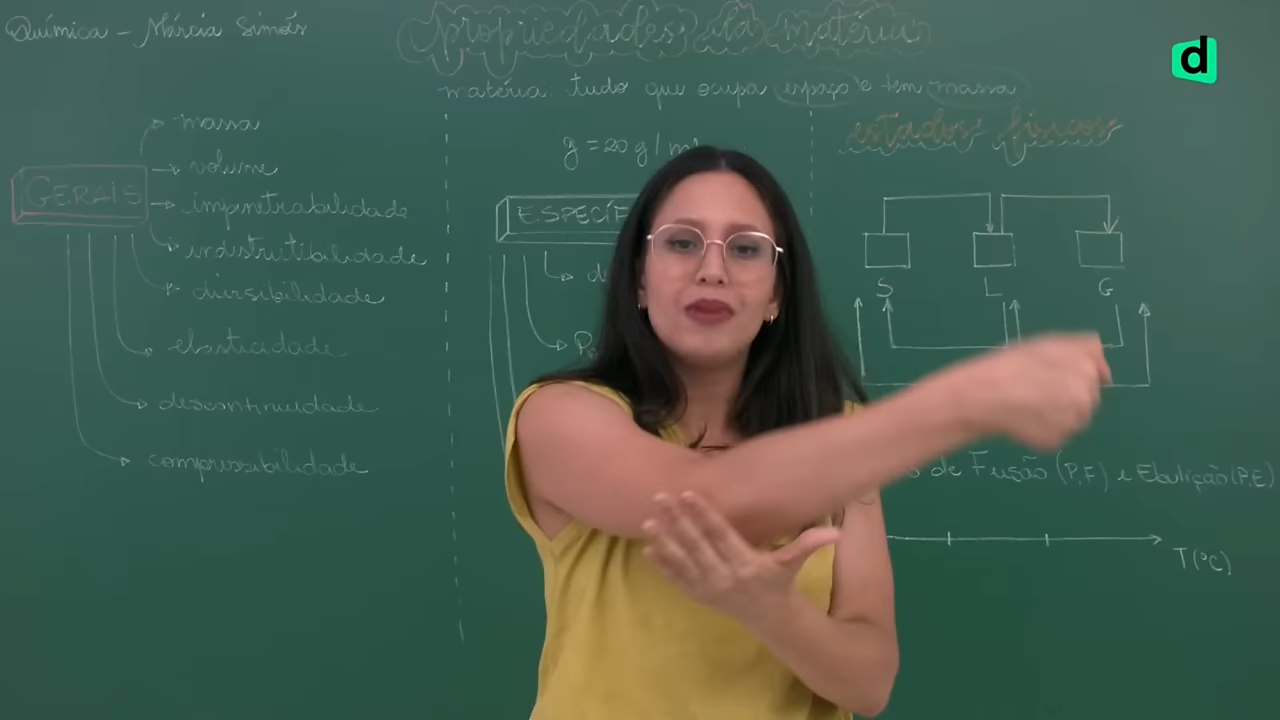 Química - Márcia Simões
propriedades da matéria
d
matéria: tudo que ocupa espaço e tem massa
GERAIS
massa
volume
impenetrabilidade
indestrutibilidade
divisibilidade
elasticidade
descontinuidade
compressibilidade
g = 20 g/m
ESPECÍF
d
P
estados físicos
S L G
de Fusão (P.F) e Ebulição (P.E)
T(°C)